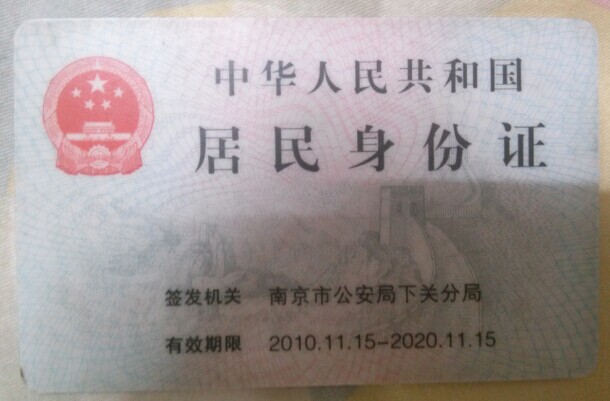 中华人民共和国
居民身份证
签发机关 南京市公安局下关分局
有效期限 2010.11.15-2020.11.15